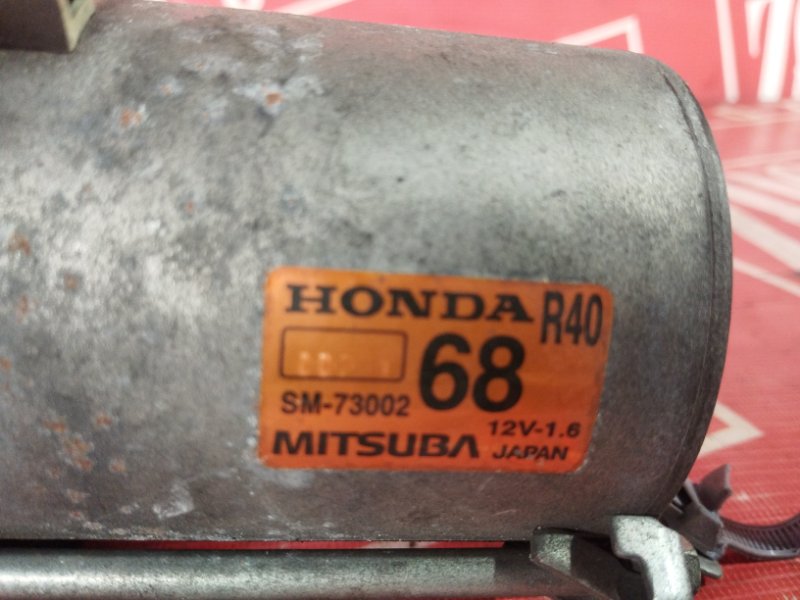 HONDA R40
68
SM-73002
12V-1.6
MITSUBA JAPAN